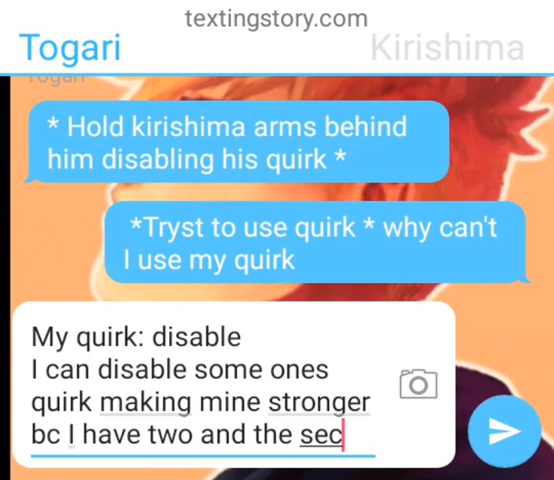 textingstory.com
Togari
Kirishima
Togari
* Hold kirishima arms behind
him disabling his quirk *
*Tryst to use quirk * why can't
I use my quirk
My quirk: disable
I can disable some ones
quirk making mine stronger
bc I have two and the sec